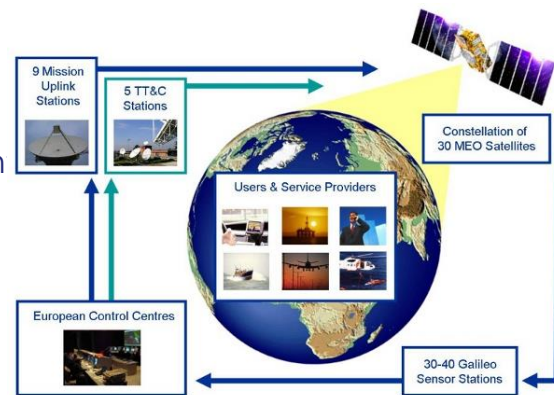 9 Mission
Uplink
Stations
5 TT&C
Stations
Constellation of
30 MEO Satellites
Users & Service Providers
European Control Centres
30-40 Galileo
Sensor Stations